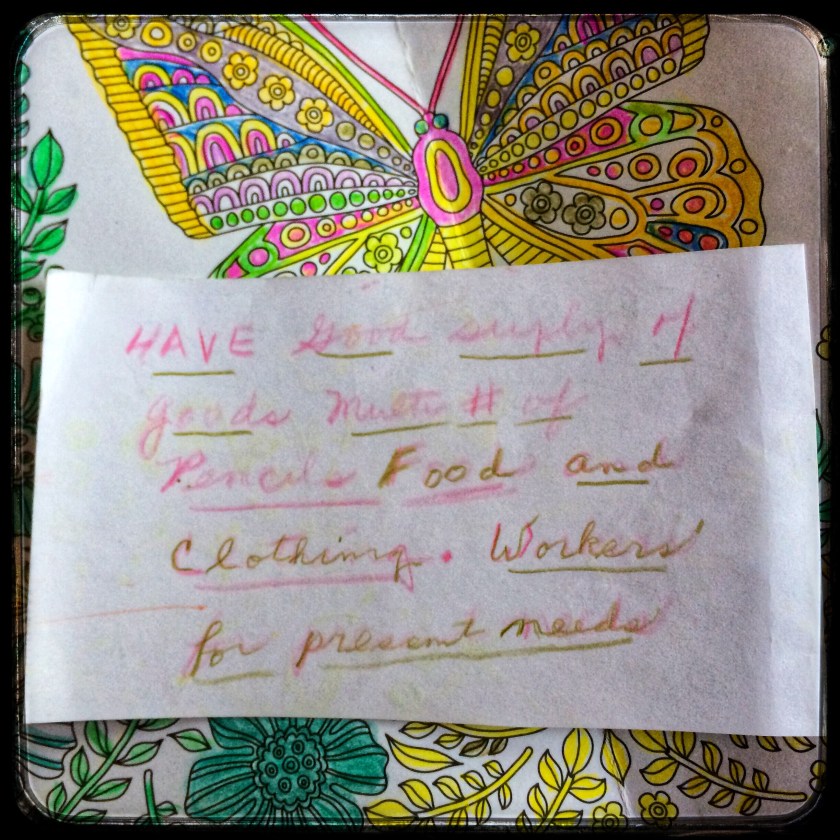 HAVE Good suply of
goods Multi # of
Pencils Food and
Clothing. Workers'
for present needs